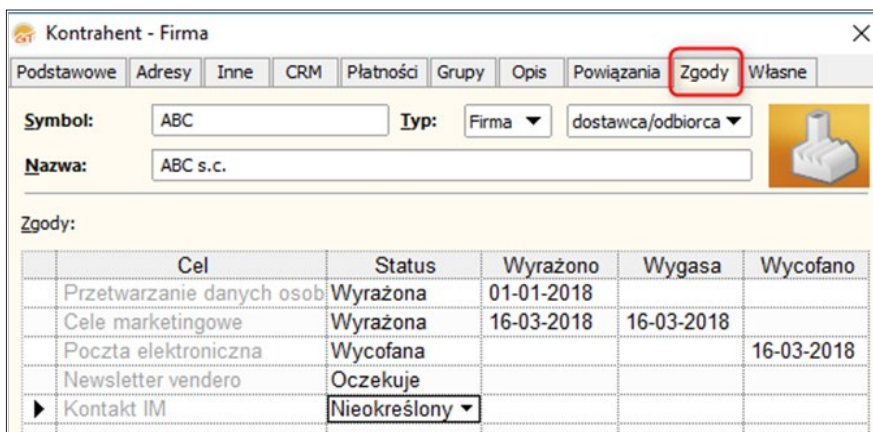 Kontrahent - Firma
Podstawowe Adresy Inne CRM Płatności Grupy Opis Powiązania Zgody Własne
Symbol: ABC Typ: Firma dostawca/odbiorca
Nazwa: ABC s.c.
Zgody:
Cel Status Wyrażono Wygasa Wycofano
Przetwarzanie danych osob Wyrażona 01-01-2018
Cele marketingowe Wyrażona 16-03-2018 16-03-2018
Poczta elektroniczna Wycofana 16-03-2018
Newsletter vendero Oczekuje
Kontakt IM Nieokreślony